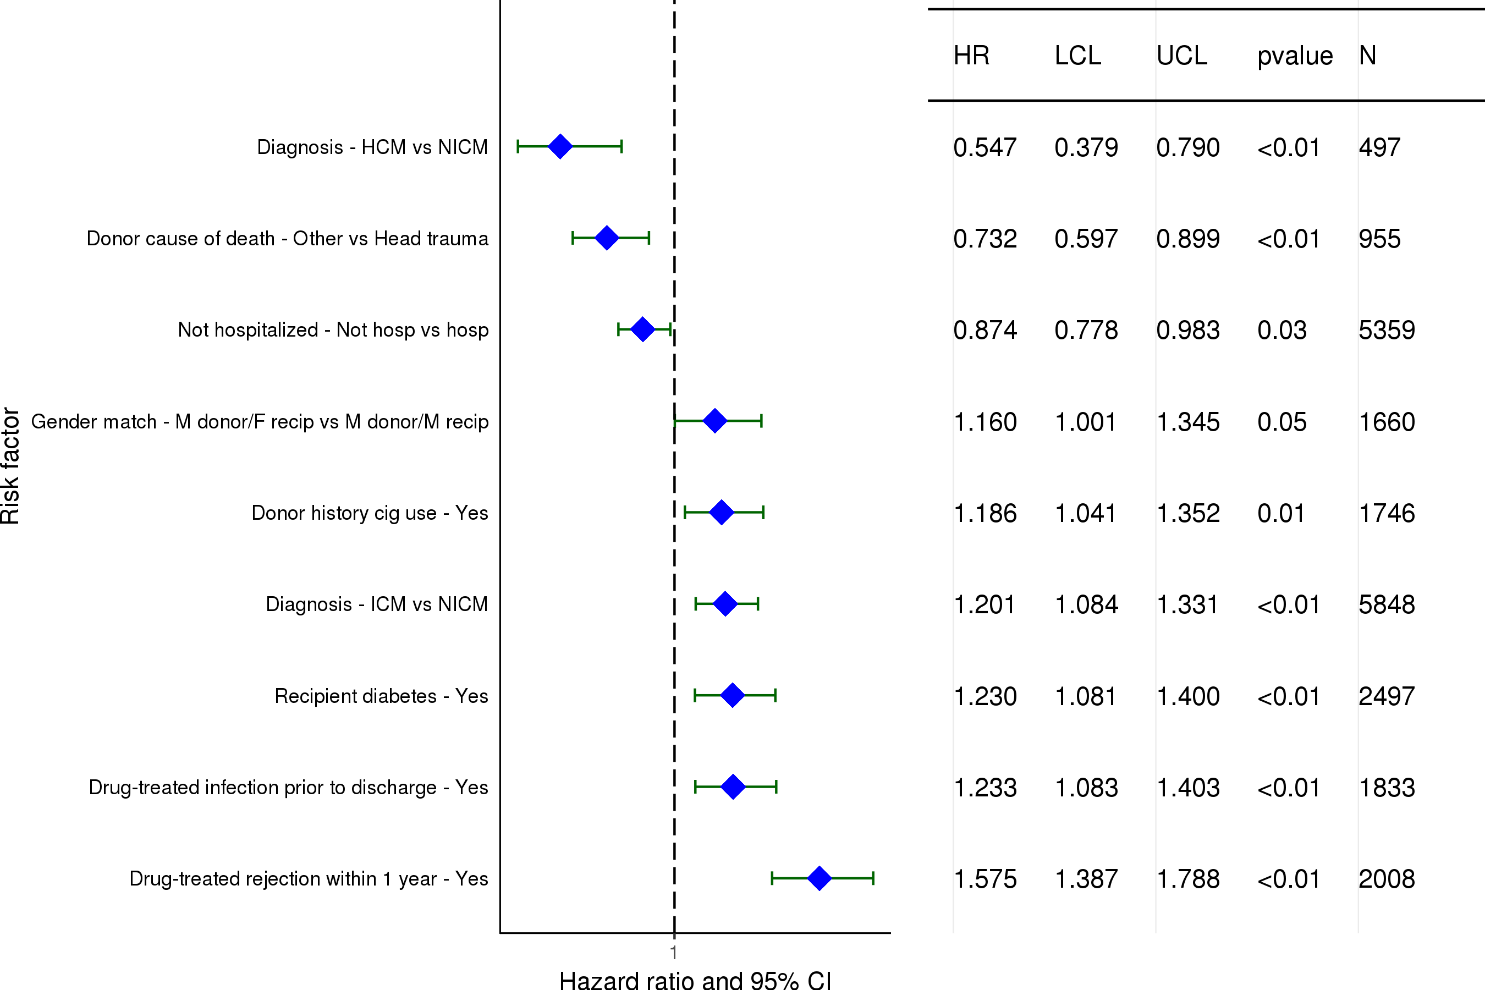 HR LCL UCL pvalue N
Diagnosis - HCM vs NICM 0.547 0.379 0.790 <0.01 497
Donor cause of death - Other vs Head trauma 0.732 0.597 0.899 <0.01 955
Not hospitalized - Not hosp vs hosp 0.874 0.778 0.983 0.03 5359
Gender match - M donor/F recip vs M donor/M recip 1.160 1.001 1.345 0.05 1660
Donor history cig use - Yes 1.186 1.041 1.352 0.01 1746
Diagnosis - ICM vs NICM 1.201 1.084 1.331 <0.01 5848
Recipient diabetes - Yes 1.230 1.081 1.400 <0.01 2497
Drug-treated infection prior to discharge - Yes 1.233 1.083 1.403 <0.01 1833
Drug-treated rejection within 1 year - Yes 1.575 1.387 1.788 <0.01 2008
Risk factor
1
Hazard ratio and 95% CI